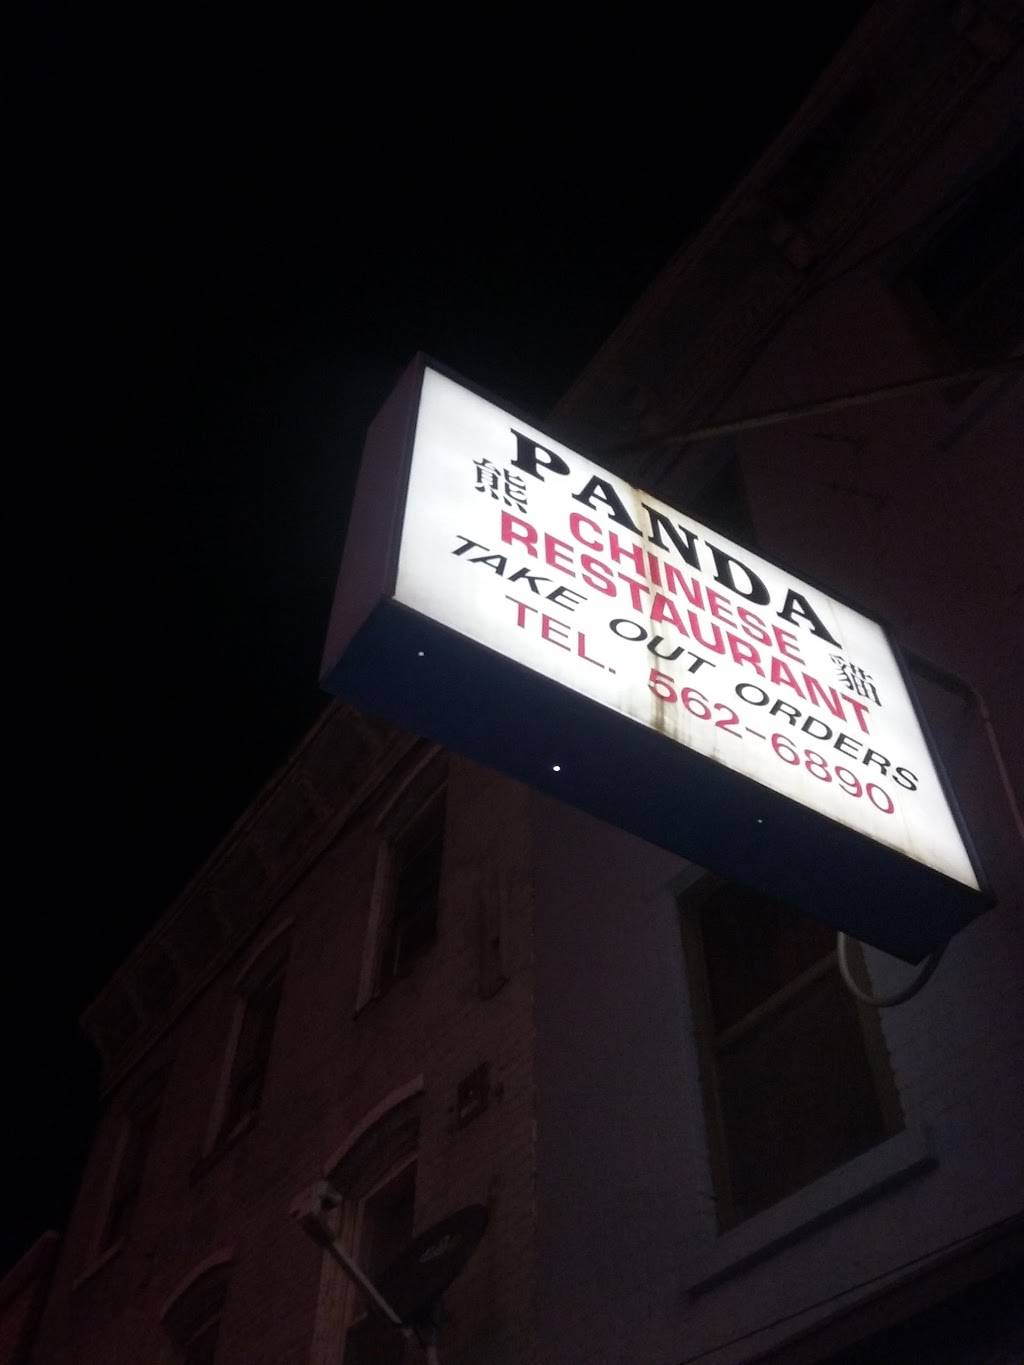 PANDA
熊 CHINESE 貓
RESTAURANT
TAKE OUT ORDERS
TEL. 562-6890